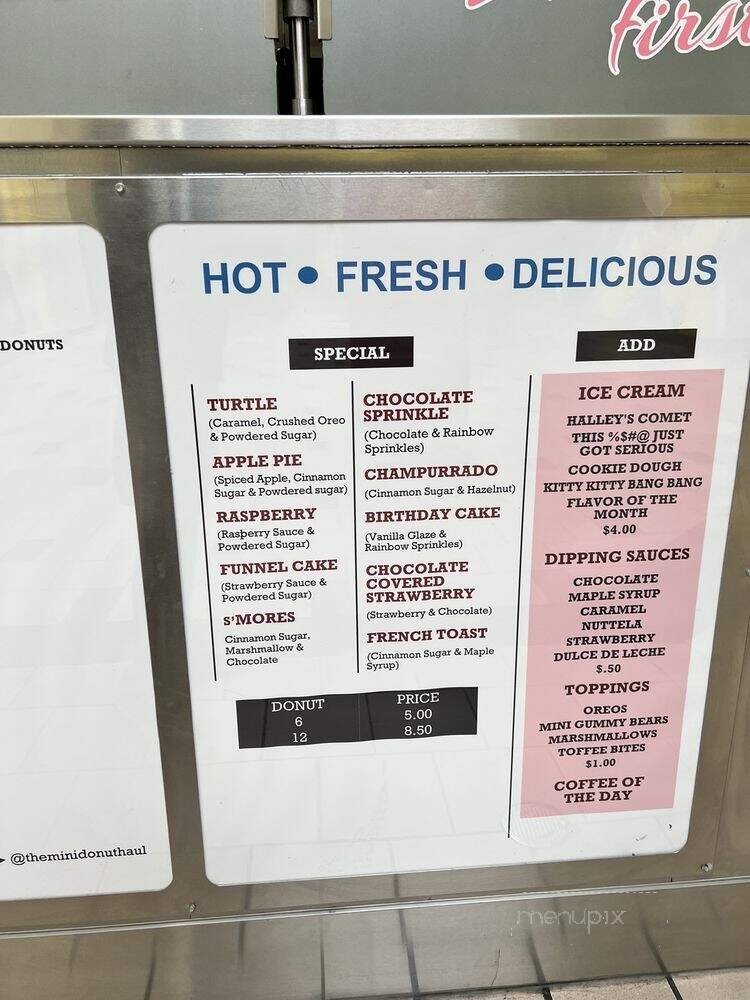 first
DONUTS
@theminidonuthaul
HOT • FRESH • DELICIOUS
SPECIAL
TURTLE
(Caramel, Crushed Oreo
& Powdered Sugar)
APPLE PIE
(Spiced Apple, Cinnamon
Sugar & Powdered sugar)
RASPBERRY
(Rasberry Sauce &
Powdered Sugar)
FUNNEL CAKE
(Strawberry Sauce &
Powdered Sugar)
S'MORES
Cinnamon Sugar,
Marshmallow &
Chocolate
CHOCOLATE
SPRINKLE
(Chocolate & Rainbow
Sprinkles)
CHAMPURRADO
(Cinnamon Sugar & Hazelnut)
BIRTHDAY CAKE
(Vanilla Glaze &
Rainbow Sprinkles)
CHOCOLATE
COVERED
STRAWBERRY
(Strawberry & Chocolate)
FRENCH TOAST
(Cinnamon Sugar & Maple
Syrup)
DONUT PRICE
6 5.00
12 8.50
ADD
ICE CREAM
HALLEY'S COMET
THIS %$#@ JUST
GOT SERIOUS
COOKIE DOUGH
KITTY KITTY BANG BANG
FLAVOR OF THE
MONTH
$4.00
DIPPING SAUCES
CHOCOLATE
MAPLE SYRUP
CARAMEL
NUTTELA
STRAWBERRY
DULCE DE LECHE
$.50
TOPPINGS
OREOS
MINI GUMMY BEARS
MARSHMALLOWS
TOFFEE BITES
$1.00
COFFEE OF
THE DAY
menupix